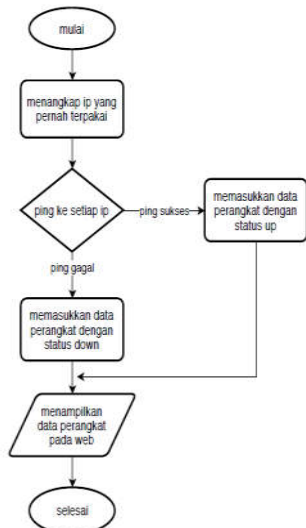 mulai
menangkap ip yang
pernah terpakai
ping ke setiap ip
ping sukses
memasukkan data
perangkat dengan
status up
ping gagal
memasukkan data
perangkat dengan
status down
menampilkan
data perangkat
pada web
selesai